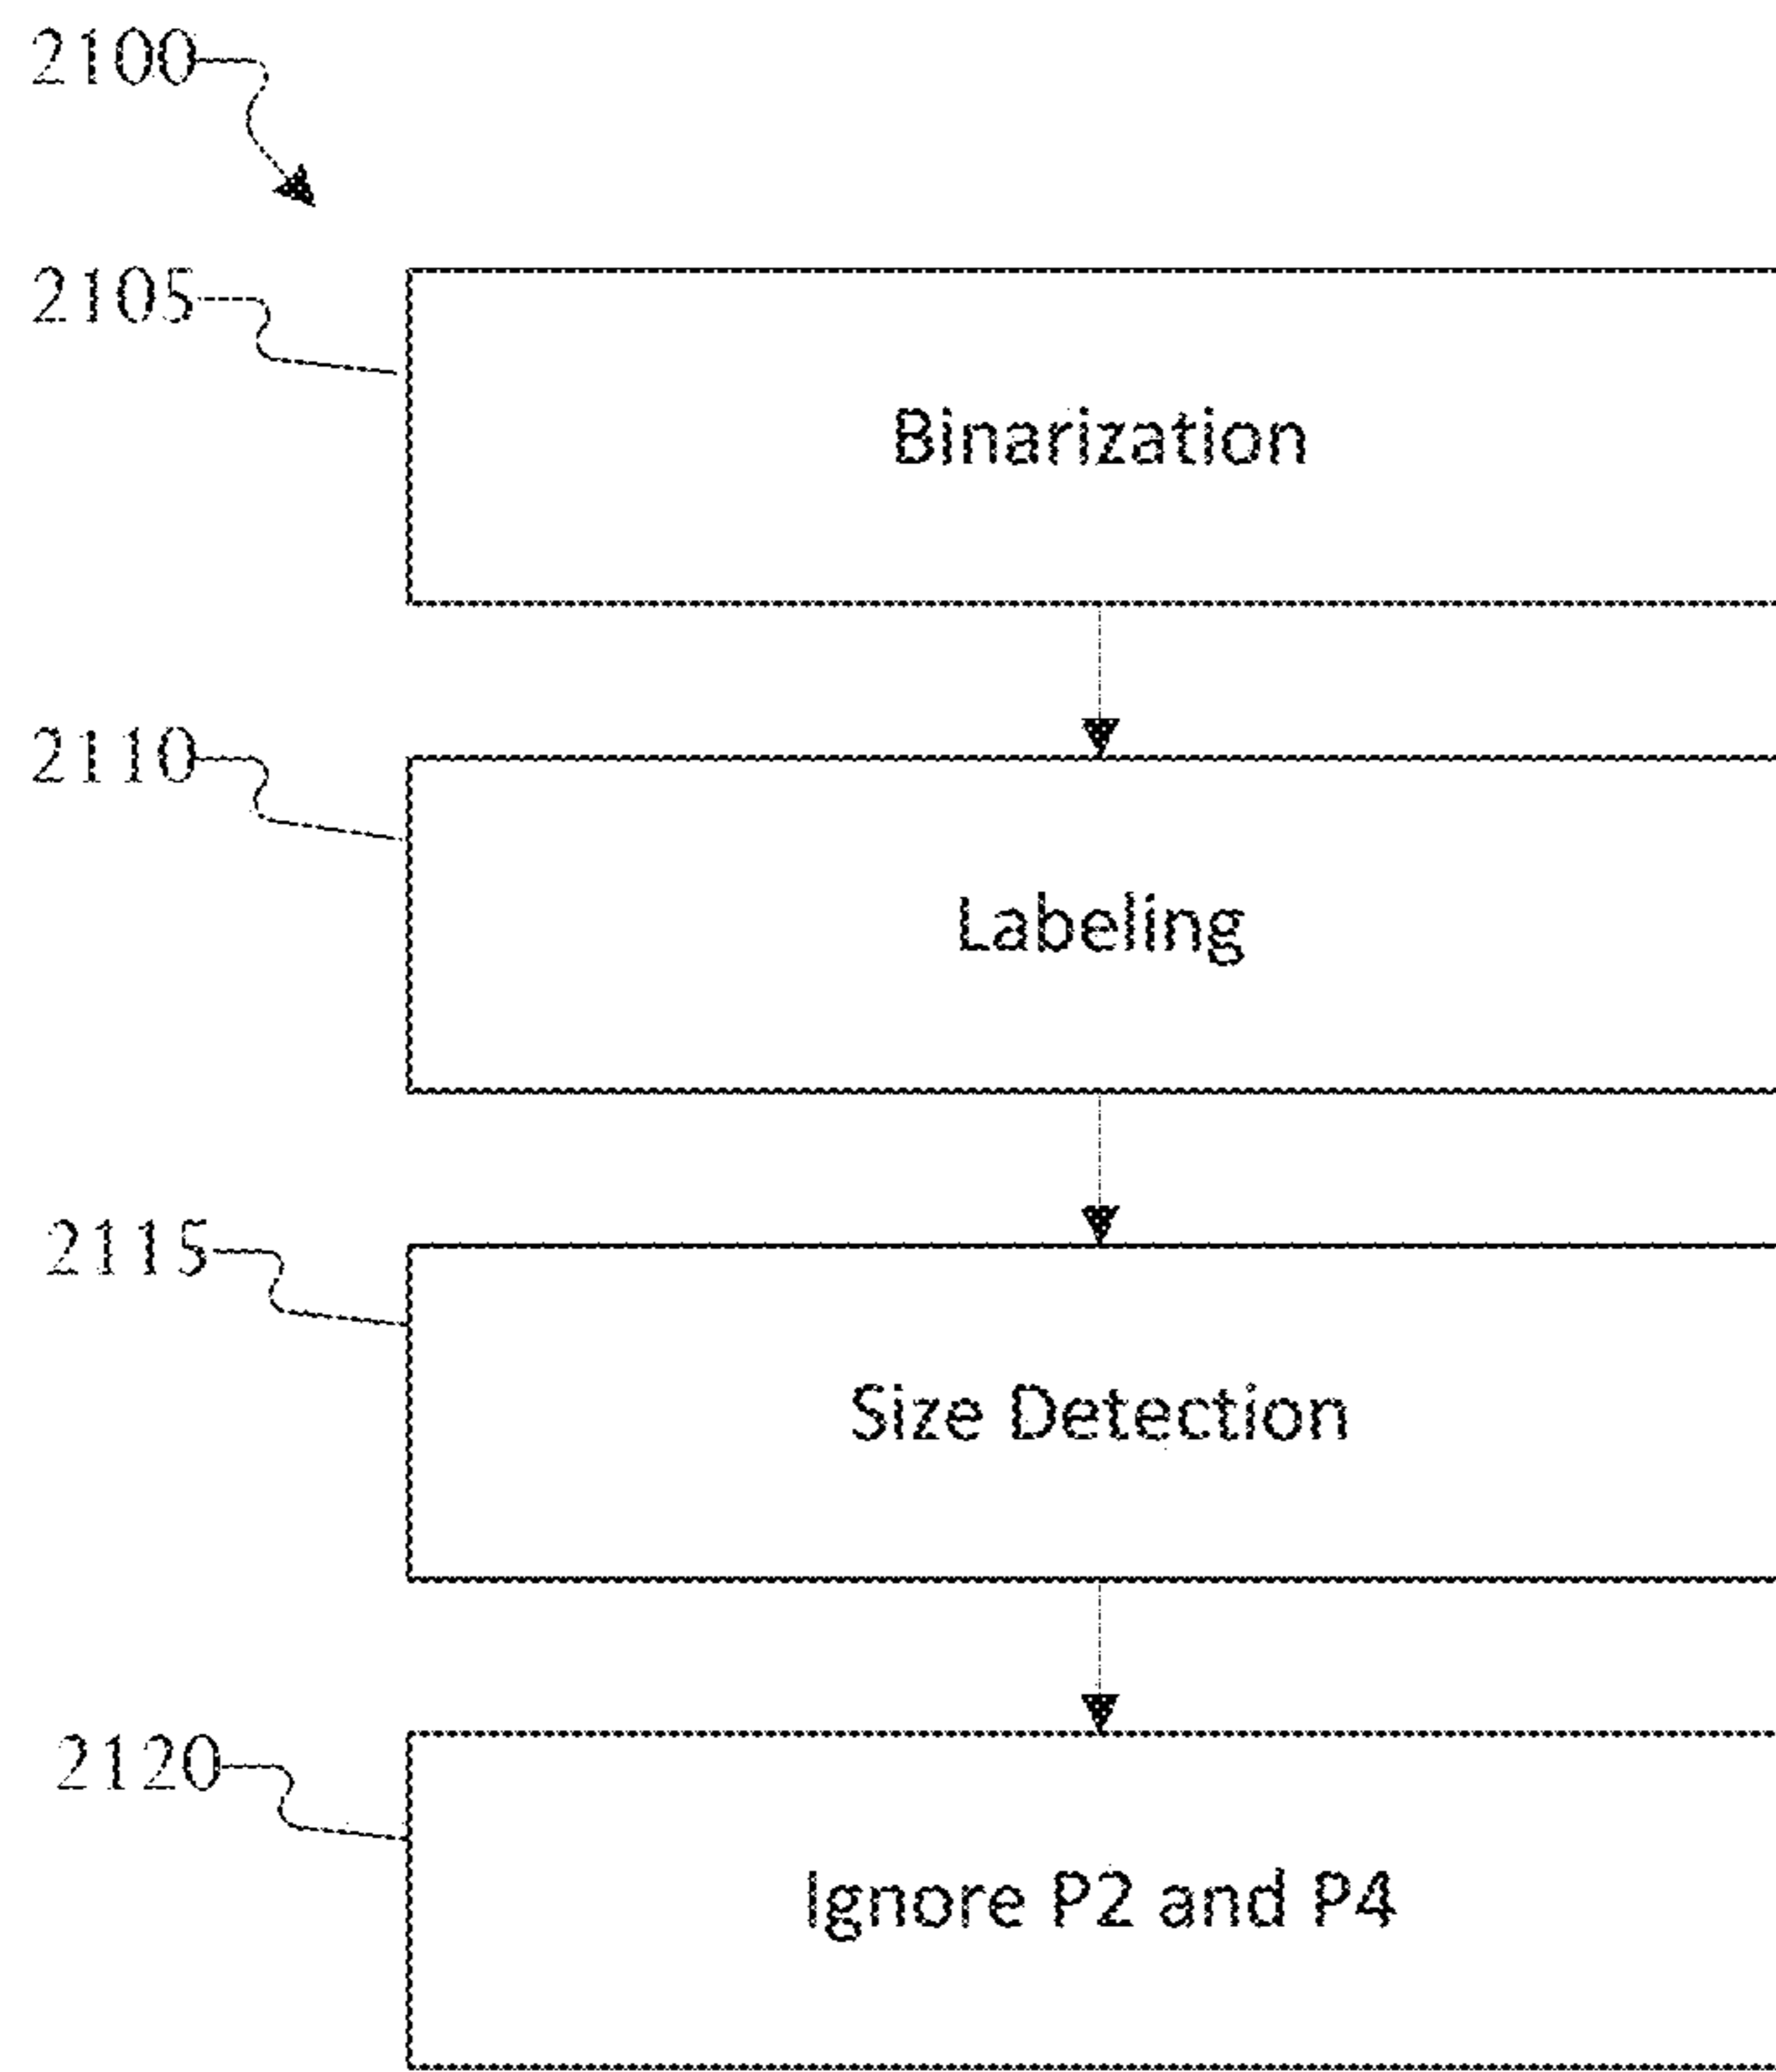 2100
2105
Binarization
2110
Labeling
2115
Size Detection
2120
Ignore P2 and P4